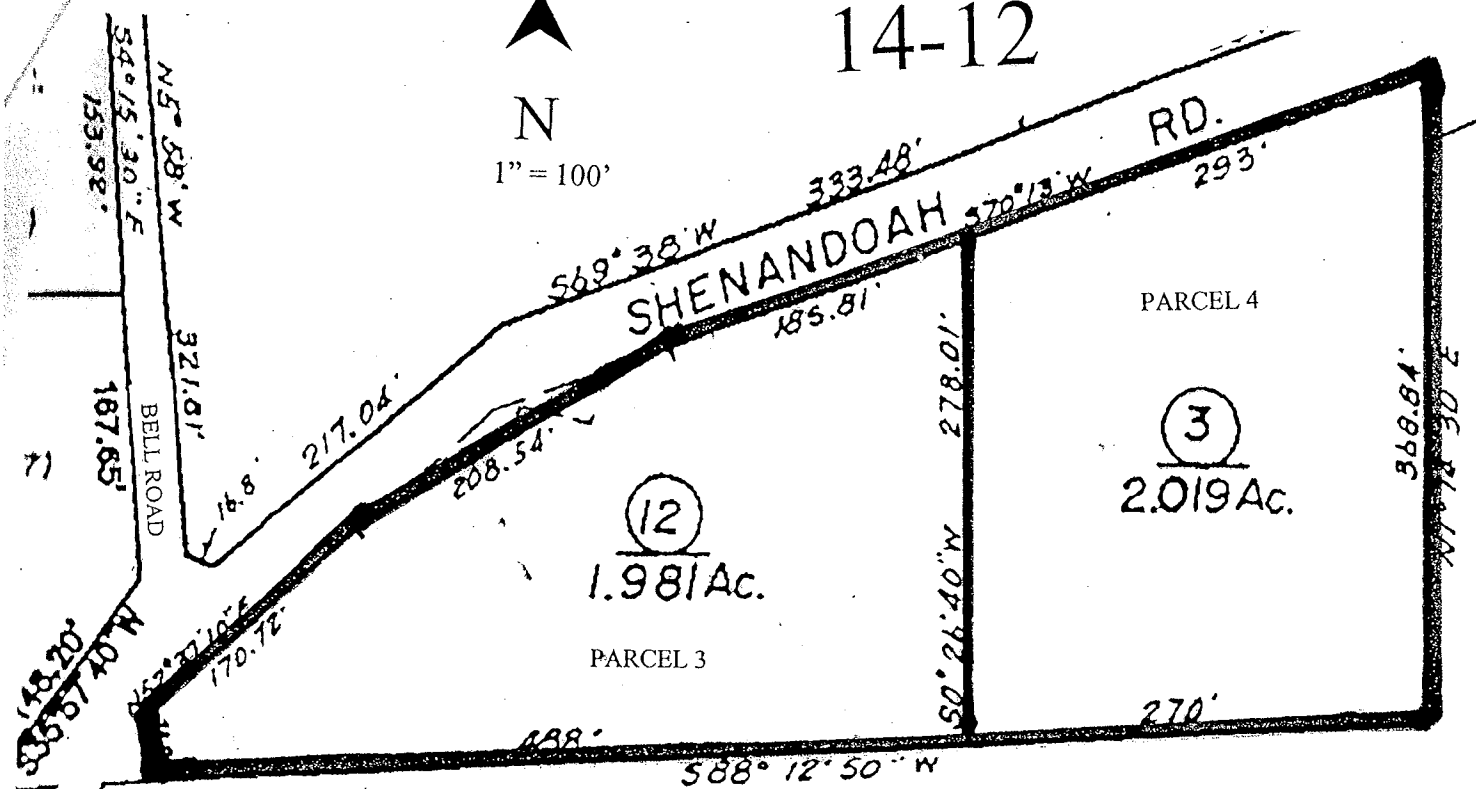 14-12
N
1" = 100'
54° 15' 30" E
153.98'
N5° 58' W
321.81'
167.65'
BELL ROAD
16.8'
217.04'
S69° 38' W
333.48'
SHENANDOAH RD.
S70° 13' W
293'
185.81'
208.54'
170.72'
278.01'
S0° 26' 40" W
PARCEL 4
3
2.019 Ac.
368.84'
12
1.981 Ac.
PARCEL 3
148.20'
488'
270'
S88° 12' 50" W